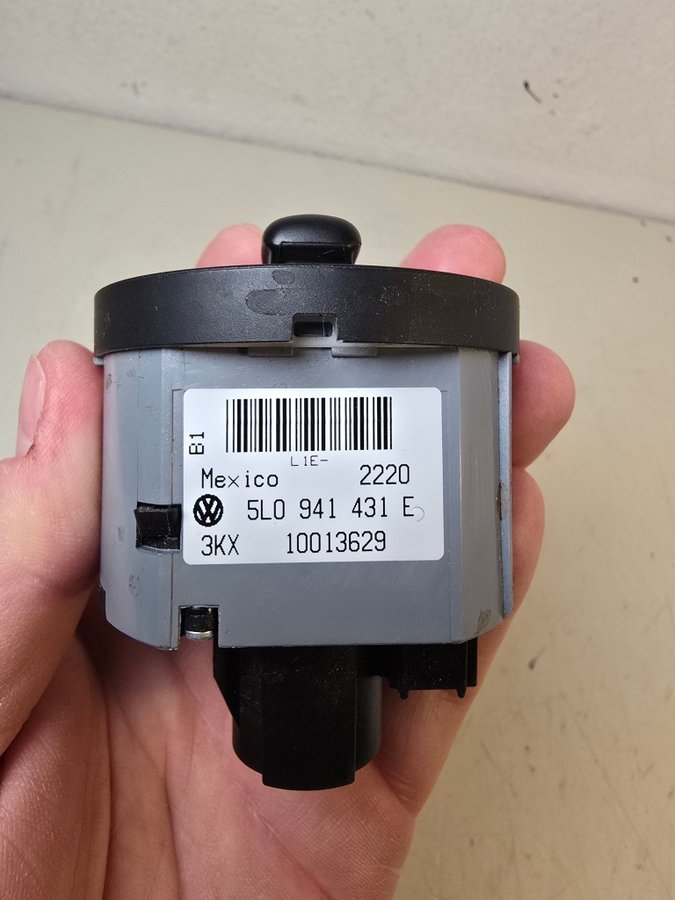 B1
L1E-
Mexico 2220
5L0 941 431 E
3KX 10013629